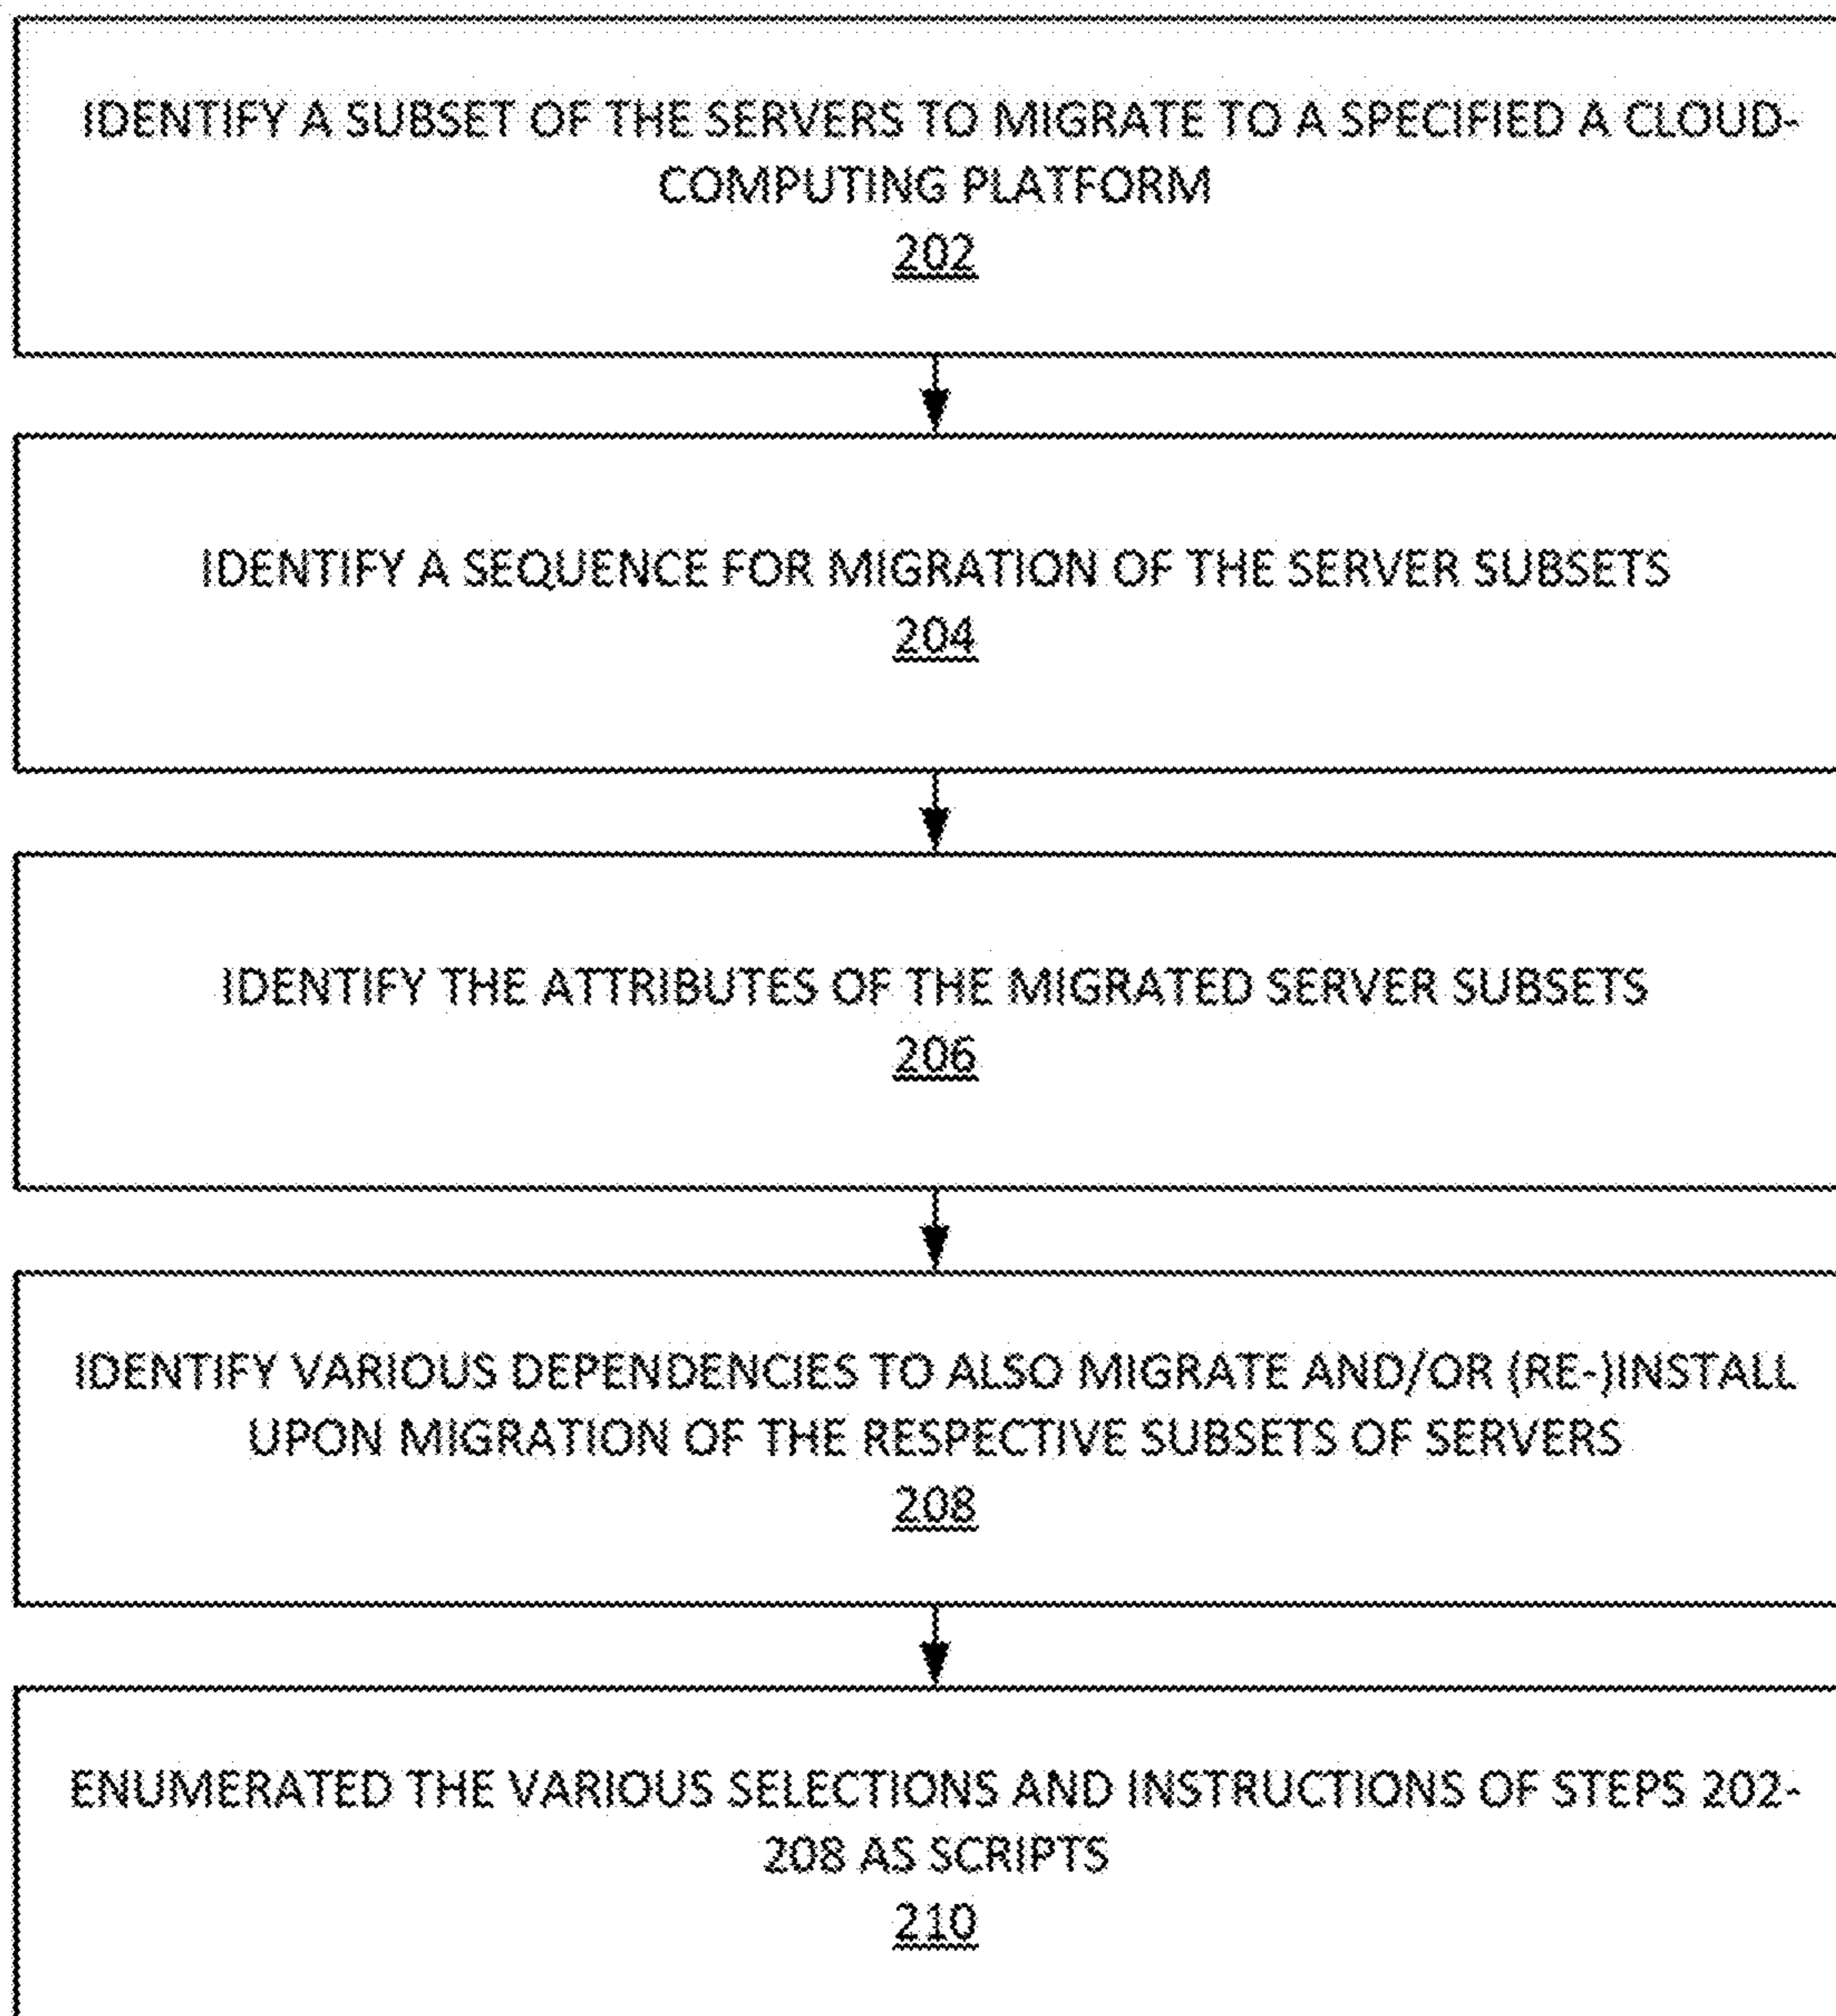 IDENTIFY A SUBSET OF THE SERVERS TO MIGRATE TO A SPECIFIED A CLOUD-
COMPUTING PLATFORM
202
IDENTIFY A SEQUENCE FOR MIGRATION OF THE SERVER SUBSETS
204
IDENTIFY THE ATTRIBUTES OF THE MIGRATED SERVER SUBSETS
206
IDENTIFY VARIOUS DEPENDENCIES TO ALSO MIGRATE AND/OR (RE-)INSTALL
UPON MIGRATION OF THE RESPECTIVE SUBSETS OF SERVERS
208
ENUMERATED THE VARIOUS SELECTIONS AND INSTRUCTIONS OF STEPS 202-
208 AS SCRIPTS
210